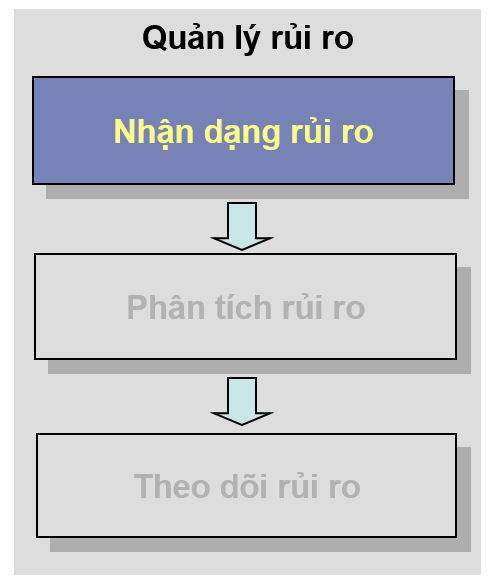 Quản lý rủi ro
Nhận dạng rủi ro
Phân tích rủi ro
Theo dõi rủi ro